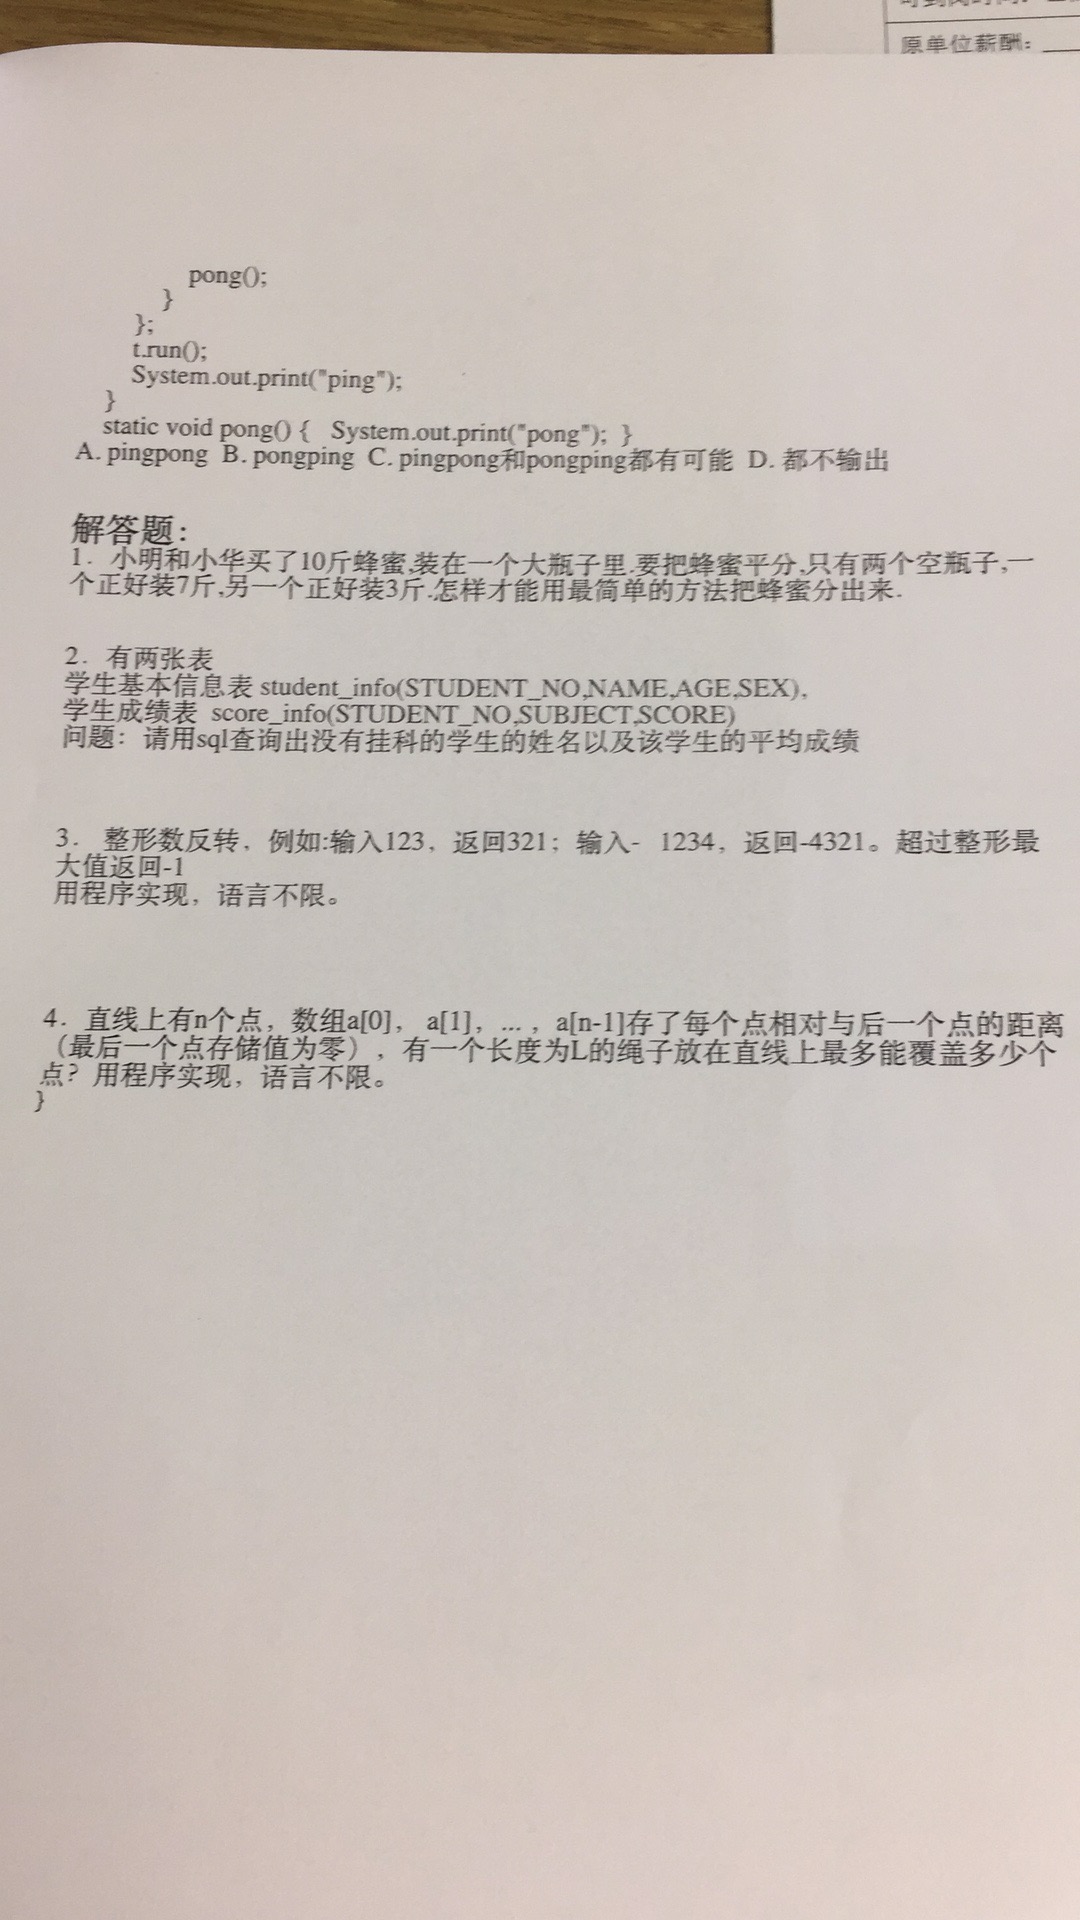 原单位薪酬：
pong();
}
};
t.run();
System.out.print("ping");
}
static void pong() { System.out.print("pong"); }
A. pingpong B. pongping C. pingpong和pongping都有可能 D. 都不输出
解答题：
1. 小明和小华买了10斤蜂蜜,装在一个大瓶子里.要把蜂蜜平分,只有两个空瓶子,一
个正好装7斤,另一个正好装3斤.怎样才能用最简单的方法把蜂蜜分出来.
2. 有两张表
学生基本信息表 student_info(STUDENT_NO,NAME,AGE,SEX),
学生成绩表 score_info(STUDENT_NO,SUBJECT,SCORE)
问题：请用sql查询出没有挂科的学生的姓名以及该学生的平均成绩
3. 整形数反转，例如:输入123，返回321；输入- 1234，返回-4321。超过整形最
大值返回-1
用程序实现，语言不限。
4. 直线上有n个点，数组a[0]，a[1]，...，a[n-1]存了每个点相对与后一个点的距离
（最后一个点存储值为零），有一个长度为L的绳子放在直线上最多能覆盖多少个
点？用程序实现，语言不限。
}